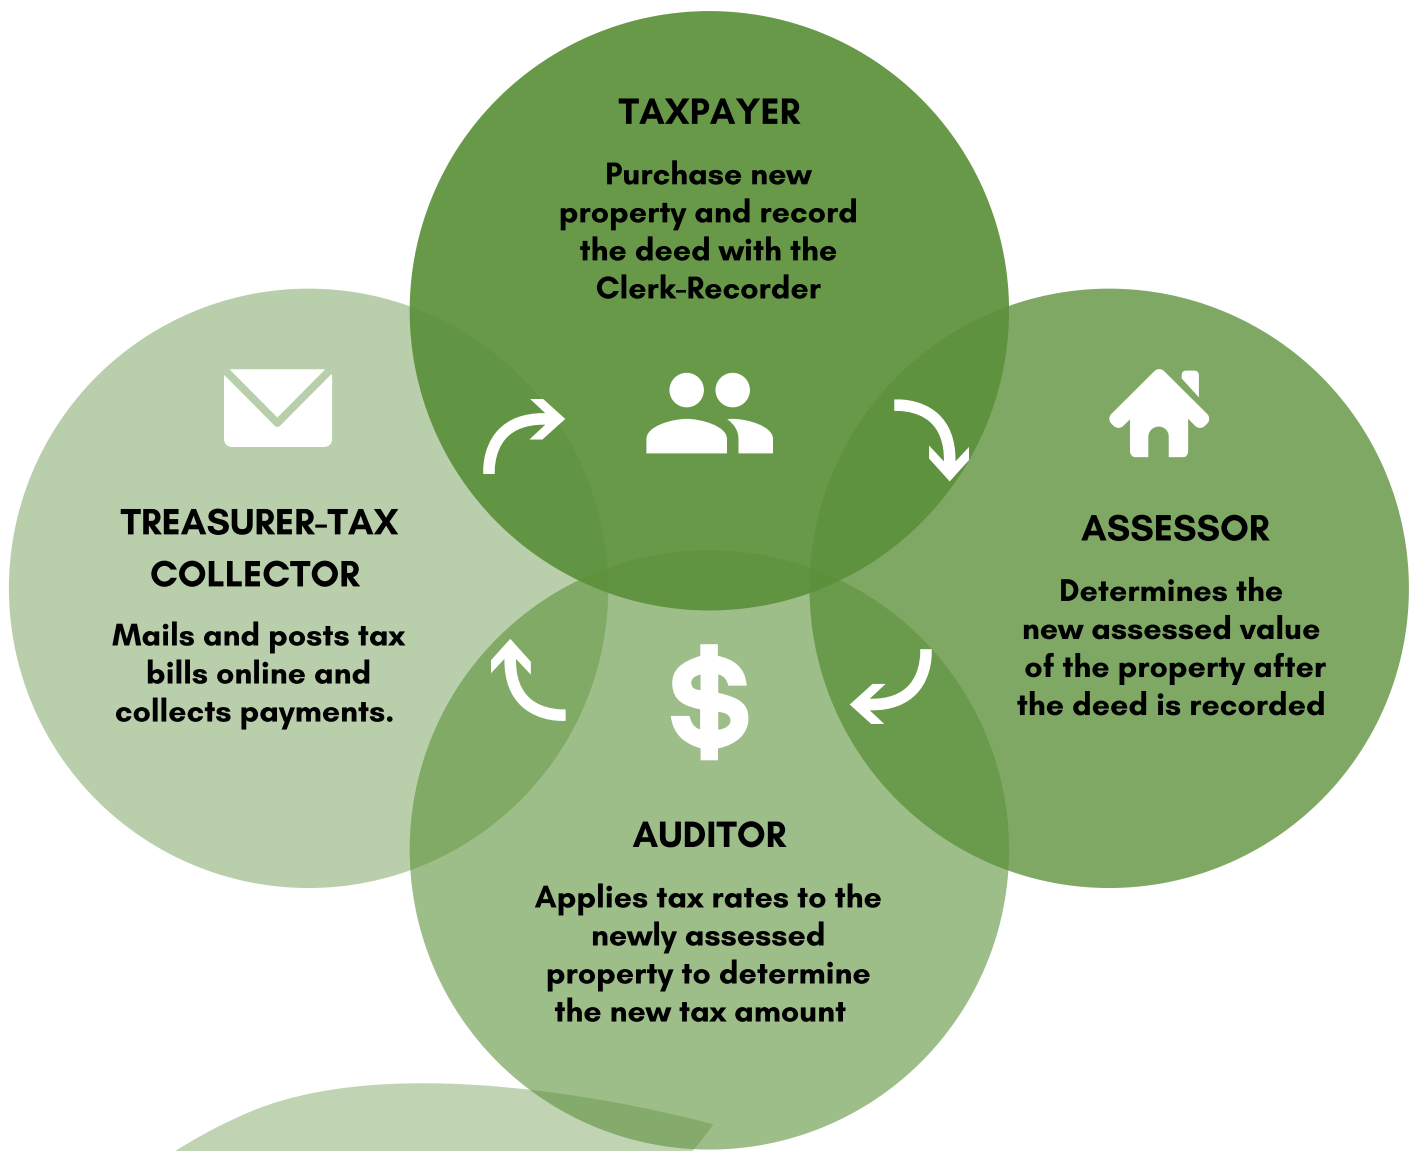 TAXPAYER
Purchase new
property and record
the deed with the
Clerk-Recorder
TREASURER-TAX
COLLECTOR
Mails and posts tax
bills online and
collects payments.
ASSESSOR
Determines the
new assessed value
of the property after
the deed is recorded
$
AUDITOR
Applies tax rates to the
newly assessed
property to determine
the new tax amount